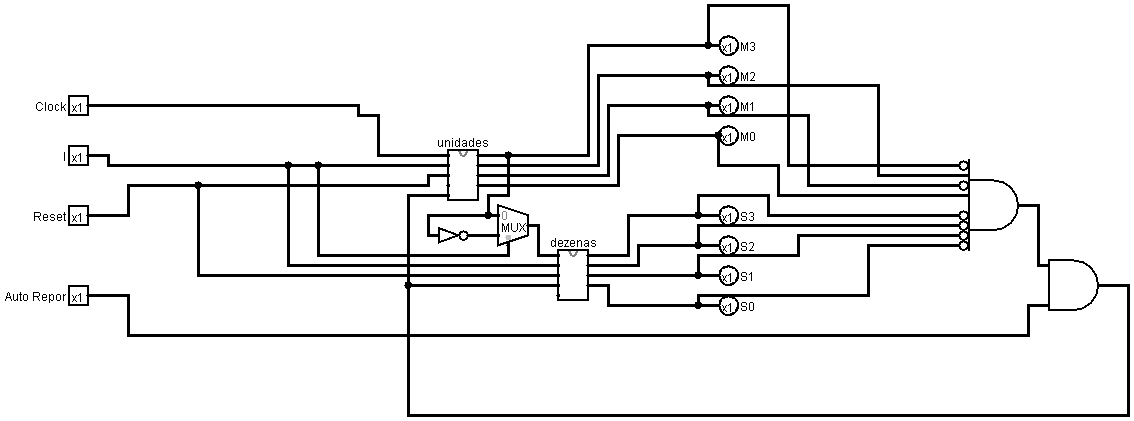 x1 M3
x1 M2
Clock x1
x1 M1
x1 M0
unidades
I x1
Reset x1
0
MUX
x1 S3
dezenas
x1 S2
x1 S1
Auto Repor x1
x1 S0